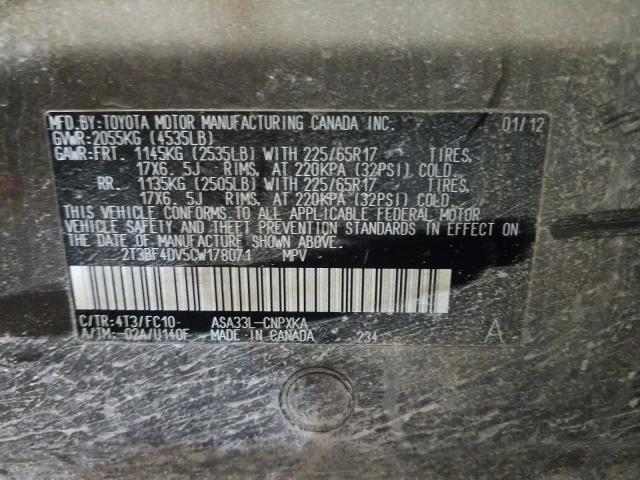 MFD.BY:TOYOTA MOTOR MANUFACTURING CANADA INC. 01/12
GVWR:2055KG (4535LB)
GAWR:FRT. 1145KG (2535LB) WITH 225/65R17 TIRES,
17X6. 5J RIMS, AT 220KPA (32PSI) COLD.
RR. 1135KG (2505LB) WITH 225/65R17 TIRES,
17X6. 5J RIMS, AT 220KPA (32PSI) COLD.
THIS VEHICLE CONFORMS TO ALL APPLICABLE FEDERAL MOTOR
VEHICLE SAFETY AND THEFT PREVENTION STANDARDS IN EFFECT ON
THE DATE OF MANUFACTURE SHOWN ABOVE.
2T3BF4DV5CW178071 MPV
C/TR:4T3/FC10- ASA33L-CNPXKA
A/TM:-02A/U140F MADE IN CANADA 234 A